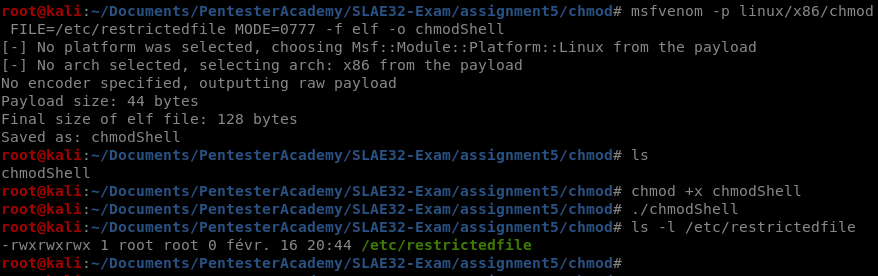 root@kali:~/Documents/PentesterAcademy/SLAE32-Exam/assignment5/chmod# msfvenom -p linux/x86/chmod
 FILE=/etc/restrictedfile MODE=0777 -f elf -o chmodShell
[-] No platform was selected, choosing Msf::Module::Platform::Linux from the payload
[-] No arch selected, selecting arch: x86 from the payload
No encoder specified, outputting raw payload
Payload size: 44 bytes
Final size of elf file: 128 bytes
Saved as: chmodShell
root@kali:~/Documents/PentesterAcademy/SLAE32-Exam/assignment5/chmod# ls
chmodShell
root@kali:~/Documents/PentesterAcademy/SLAE32-Exam/assignment5/chmod# chmod +x chmodShell
root@kali:~/Documents/PentesterAcademy/SLAE32-Exam/assignment5/chmod# ./chmodShell
root@kali:~/Documents/PentesterAcademy/SLAE32-Exam/assignment5/chmod# ls -l /etc/restrictedfile
-rwxrwxrwx 1 root root 0 févr. 16 20:44 /etc/restrictedfile
root@kali:~/Documents/PentesterAcademy/SLAE32-Exam/assignment5/chmod#